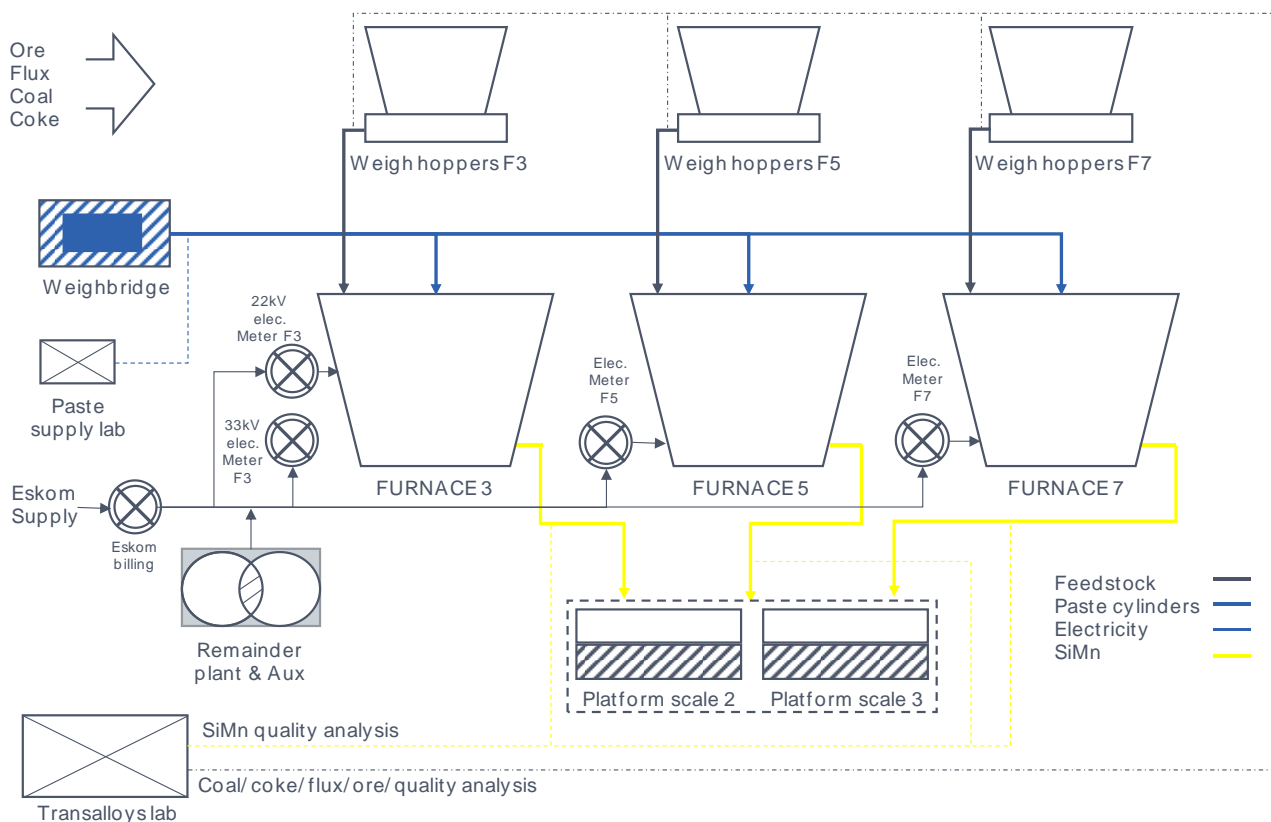 Ore
Flux
Coal
Coke
Weigh hoppers F3
Weigh hoppers F5
Weigh hoppers F7
Weighbridge
22kV
elec.
Meter F3
Elec.
Meter
F5
Elec.
Meter
F7
Paste
supply lab
33kV
elec.
Meter
F3
FURNACE 3
FURNACE 5
FURNACE 7
Eskom
Supply
Eskom
billing
Remainder
plant & Aux
Feedstock
Paste cylinders
Electricity
SiMn
Platform scale 2
Platform scale 3
SiMn quality analysis
Coal/ coke/ flux/ ore/ quality analysis
Transalloys lab